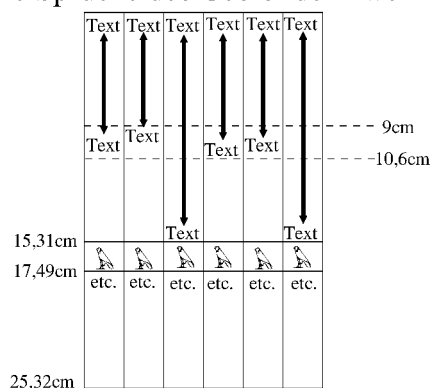 Text Text Text Text Text Text
9cm
Text
Text Text Text
10,6cm
Text Text
15,31cm
17,49cm
etc. etc. etc. etc. etc. etc.
25,32cm